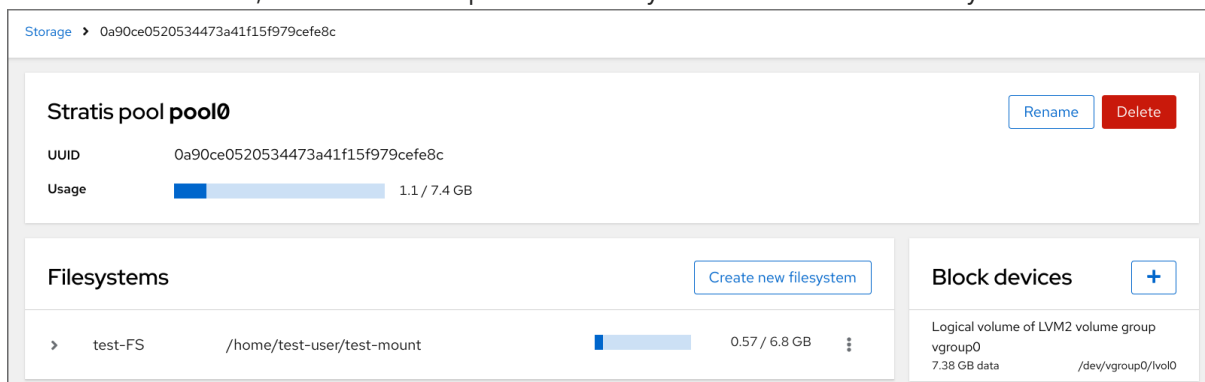 Storage > 0a90ce0520534473a41f15f979cefe8c
Stratis pool pool0
Rename
Delete
UUID 0a90ce0520534473a41f15f979cefe8c
Usage 1.1 / 7.4 GB
Filesystems
Create new filesystem
test-FS /home/test-user/test-mount 0.57 / 6.8 GB
Block devices
+
Logical volume of LVM2 volume group
vgroup0
7.38 GB data /dev/vgroup0/lvol0